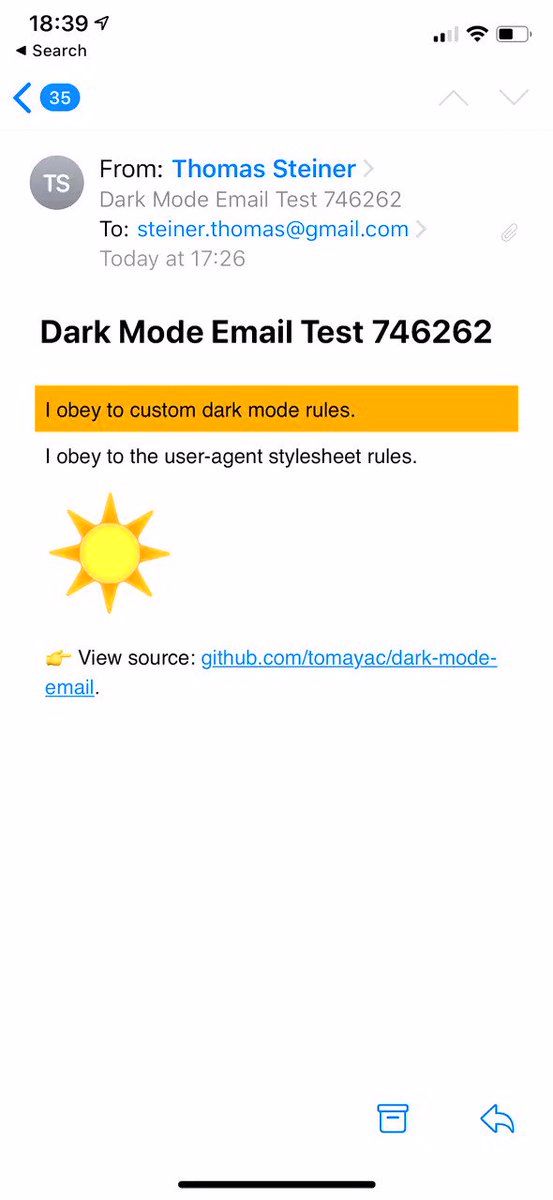 18:39
◀ Search
35
TS
From: Thomas Steiner
Dark Mode Email Test 746262
To: steiner.thomas@gmail.com
Today at 17:26
Dark Mode Email Test 746262
I obey to custom dark mode rules.
I obey to the user-agent stylesheet rules.
👉 View source: github.com/tomayac/dark-mode-
email.